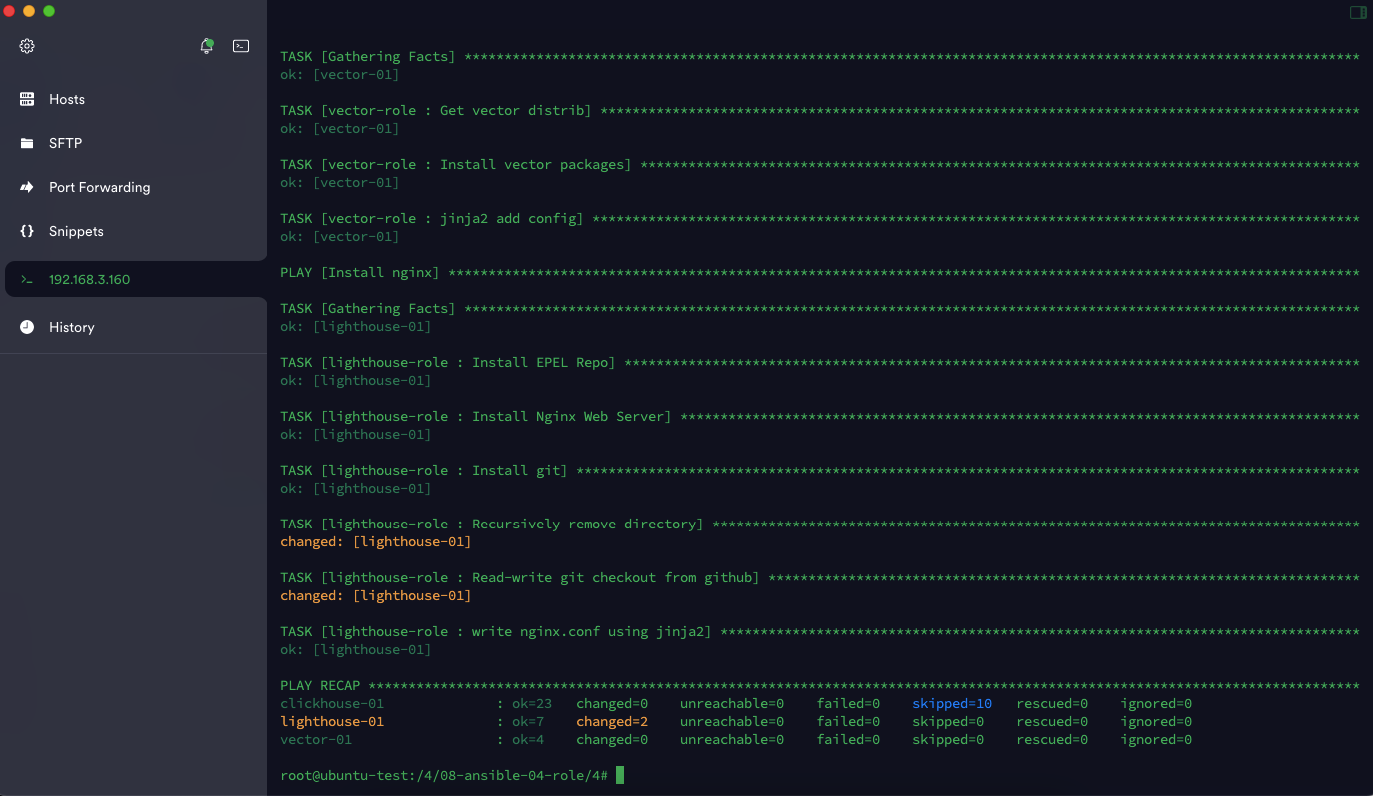 Hosts
SFTP
Port Forwarding
Snippets
192.168.3.160
History
TASK [Gathering Facts] ****************************************************************************************************************
ok: [vector-01]
TASK [vector-role : Get vector distrib] ***********************************************************************************************
ok: [vector-01]
TASK [vector-role : Install vector packages] ******************************************************************************************
ok: [vector-01]
TASK [vector-role : jinja2 add config] ************************************************************************************************
ok: [vector-01]
PLAY [Install nginx] ******************************************************************************************************************
TASK [Gathering Facts] ****************************************************************************************************************
ok: [lighthouse-01]
TASK [lighthouse-role : Install EPEL Repo] ********************************************************************************************
ok: [lighthouse-01]
TASK [lighthouse-role : Install Nginx Web Server] *************************************************************************************
ok: [lighthouse-01]
TASK [lighthouse-role : Install git] **************************************************************************************************
ok: [lighthouse-01]
TASK [lighthouse-role : Recursively remove directory] *********************************************************************************
changed: [lighthouse-01]
TASK [lighthouse-role : Read-write git checkout from github] **************************************************************************
changed: [lighthouse-01]
TASK [lighthouse-role : write nginx.conf using jinja2] ********************************************************************************
ok: [lighthouse-01]
PLAY RECAP ****************************************************************************************************************************
clickhouse-01              : ok=23   changed=0    unreachable=0    failed=0    skipped=10   rescued=0    ignored=0
lighthouse-01              : ok=7    changed=2    unreachable=0    failed=0    skipped=0    rescued=0    ignored=0
vector-01                  : ok=4    changed=0    unreachable=0    failed=0    skipped=0    rescued=0    ignored=0
root@ubuntu-test:/4/08-ansible-04-role/4#